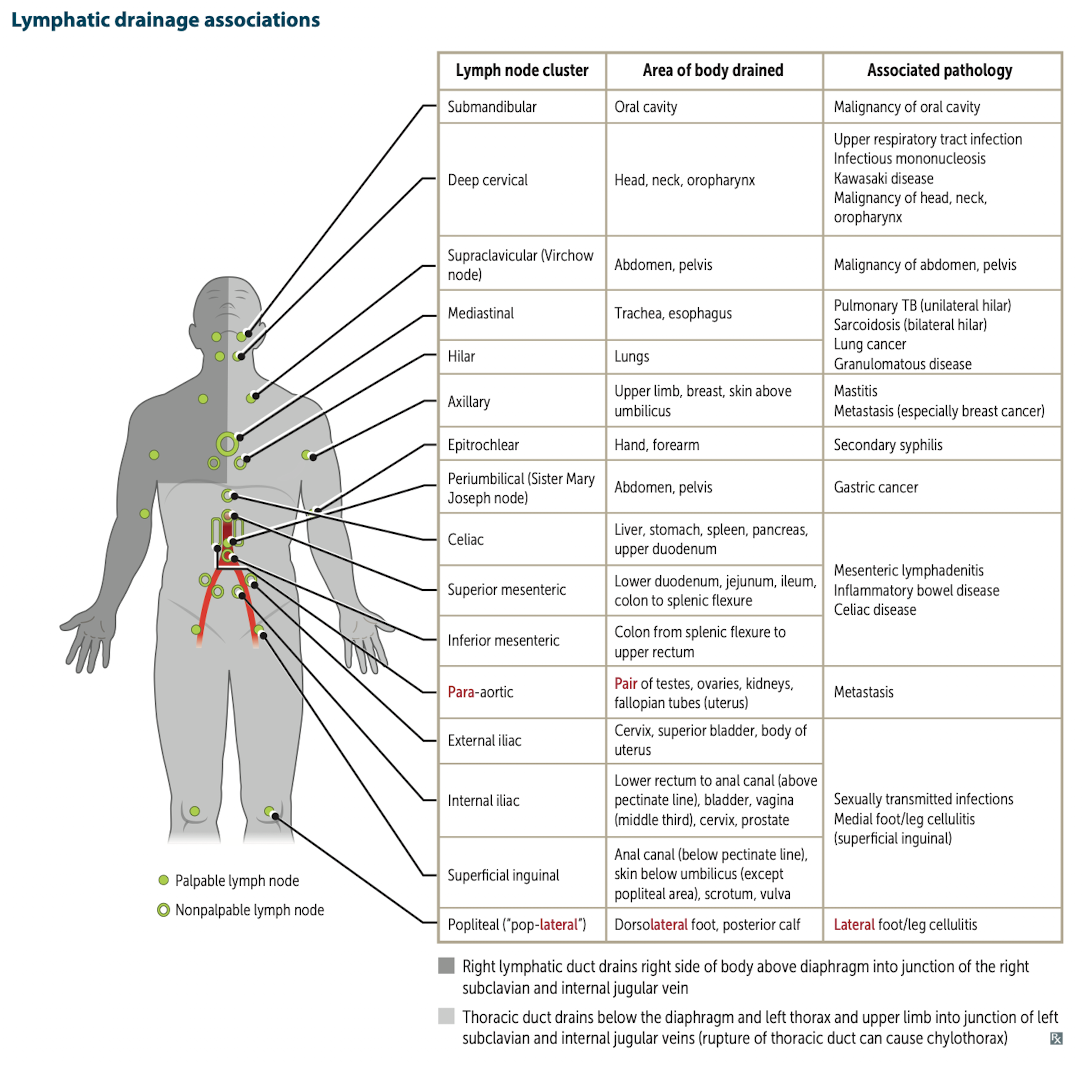 Lymphatic drainage associations
Lymph node cluster
Area of body drained
Associated pathology
Submandibular
Oral cavity
Malignancy of oral cavity
Deep cervical
Head, neck, oropharynx
Upper respiratory tract infection
Infectious mononucleosis
Kawasaki disease
Malignancy of head, neck,
oropharynx
Supraclavicular (Virchow
node)
Abdomen, pelvis
Malignancy of abdomen, pelvis
Mediastinal
Trachea, esophagus
Pulmonary TB (unilateral hilar)
Sarcoidosis (bilateral hilar)
Lung cancer
Granulomatous disease
Hilar
Lungs
Axillary
Upper limb, breast, skin above
umbilicus
Mastitis
Metastasis (especially breast cancer)
Epitrochlear
Hand, forearm
Secondary syphilis
Periumbilical (Sister Mary
Joseph node)
Abdomen, pelvis
Gastric cancer
Celiac
Liver, stomach, spleen, pancreas,
upper duodenum
Mesenteric lymphadenitis
Inflammatory bowel disease
Celiac disease
Superior mesenteric
Lower duodenum, jejunum, ileum,
colon to splenic flexure
Inferior mesenteric
Colon from splenic flexure to
upper rectum
Para-aortic
Pair of testes, ovaries, kidneys,
fallopian tubes (uterus)
Metastasis
External iliac
Cervix, superior bladder, body of
uterus
Sexually transmitted infections
Medial foot/leg cellulitis
(superficial inguinal)
Internal iliac
Lower rectum to anal canal (above
pectinate line), bladder, vagina
(middle third), cervix, prostate
Superficial inguinal
Anal canal (below pectinate line),
skin below umbilicus (except
popliteal area), scrotum, vulva
Popliteal (“pop-lateral”)
Dorsolateral foot, posterior calf
Lateral foot/leg cellulitis
Palpable lymph node
Nonpalpable lymph node
Right lymphatic duct drains right side of body above diaphragm into junction of the right
subclavian and internal jugular vein
Thoracic duct drains below the diaphragm and left thorax and upper limb into junction of left
subclavian and internal jugular veins (rupture of thoracic duct can cause chylothorax)
Rx